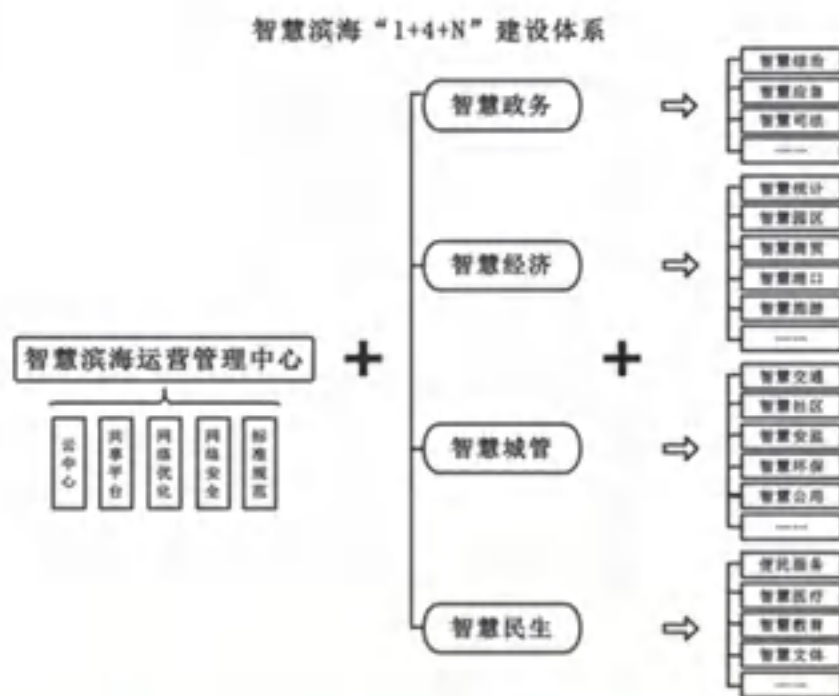 智慧滨海“1+4+N”建设体系
智慧滨海运营管理中心
云中心
共享平台
网络优化
网络安全
标准规范
+
智慧政务
智慧经济
智慧城管
智慧民生
+
智慧综治
智慧应急
智慧司法
……
智慧统计
智慧园区
智慧商贸
智慧港口
智慧旅游
……
智慧交通
智慧社区
智慧安监
智慧环保
智慧公用
……
便民服务
智慧医疗
智慧教育
智慧文体
……